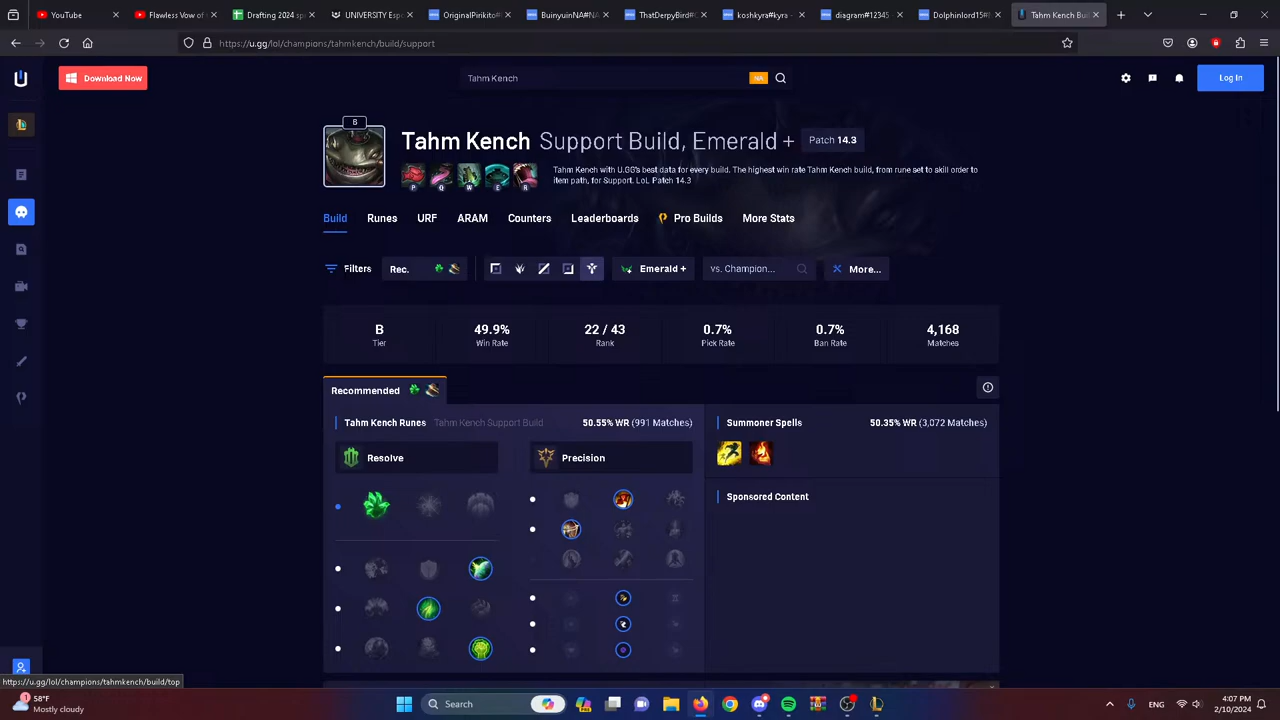 YouTube
Flawless Vow of
Drafting 2024 sp
UNIVERSITY Esp
OriginalPinkito#
BuinyuinNA#NA
ThatDerpyBird#
koshkyra#kyra -
diagram#12345
Dolphinlord15#
Tahm Kench Buil
https://u.gg/lol/champions/tahmkench/build/support
Download Now
Tahm Kench
NA
Log In
B
Tahm Kench Support Build, Emerald + Patch 14.3
P Q W E R
Tahm Kench with U.GG's best data for every build. The highest win rate Tahm Kench build, from rune set to skill order to
item path, for Support. LoL Patch 14.3
Build Runes URF ARAM Counters Leaderboards Pro Builds More Stats
Filters Rec. Emerald + vs. Champion... More...
B 49.9% 22 / 43 0.7% 0.7% 4,168
Tier Win Rate Rank Pick Rate Ban Rate Matches
Recommended
Tahm Kench Runes Tahm Kench Support Build 50.55% WR (991 Matches)
Summoner Spells 50.35% WR (3,072 Matches)
Resolve Precision
Sponsored Content
https://u.gg/lol/champions/tahmkench/build/top
1
58°F
Mostly cloudy
Search
ENG
4:07 PM
2/10/2024